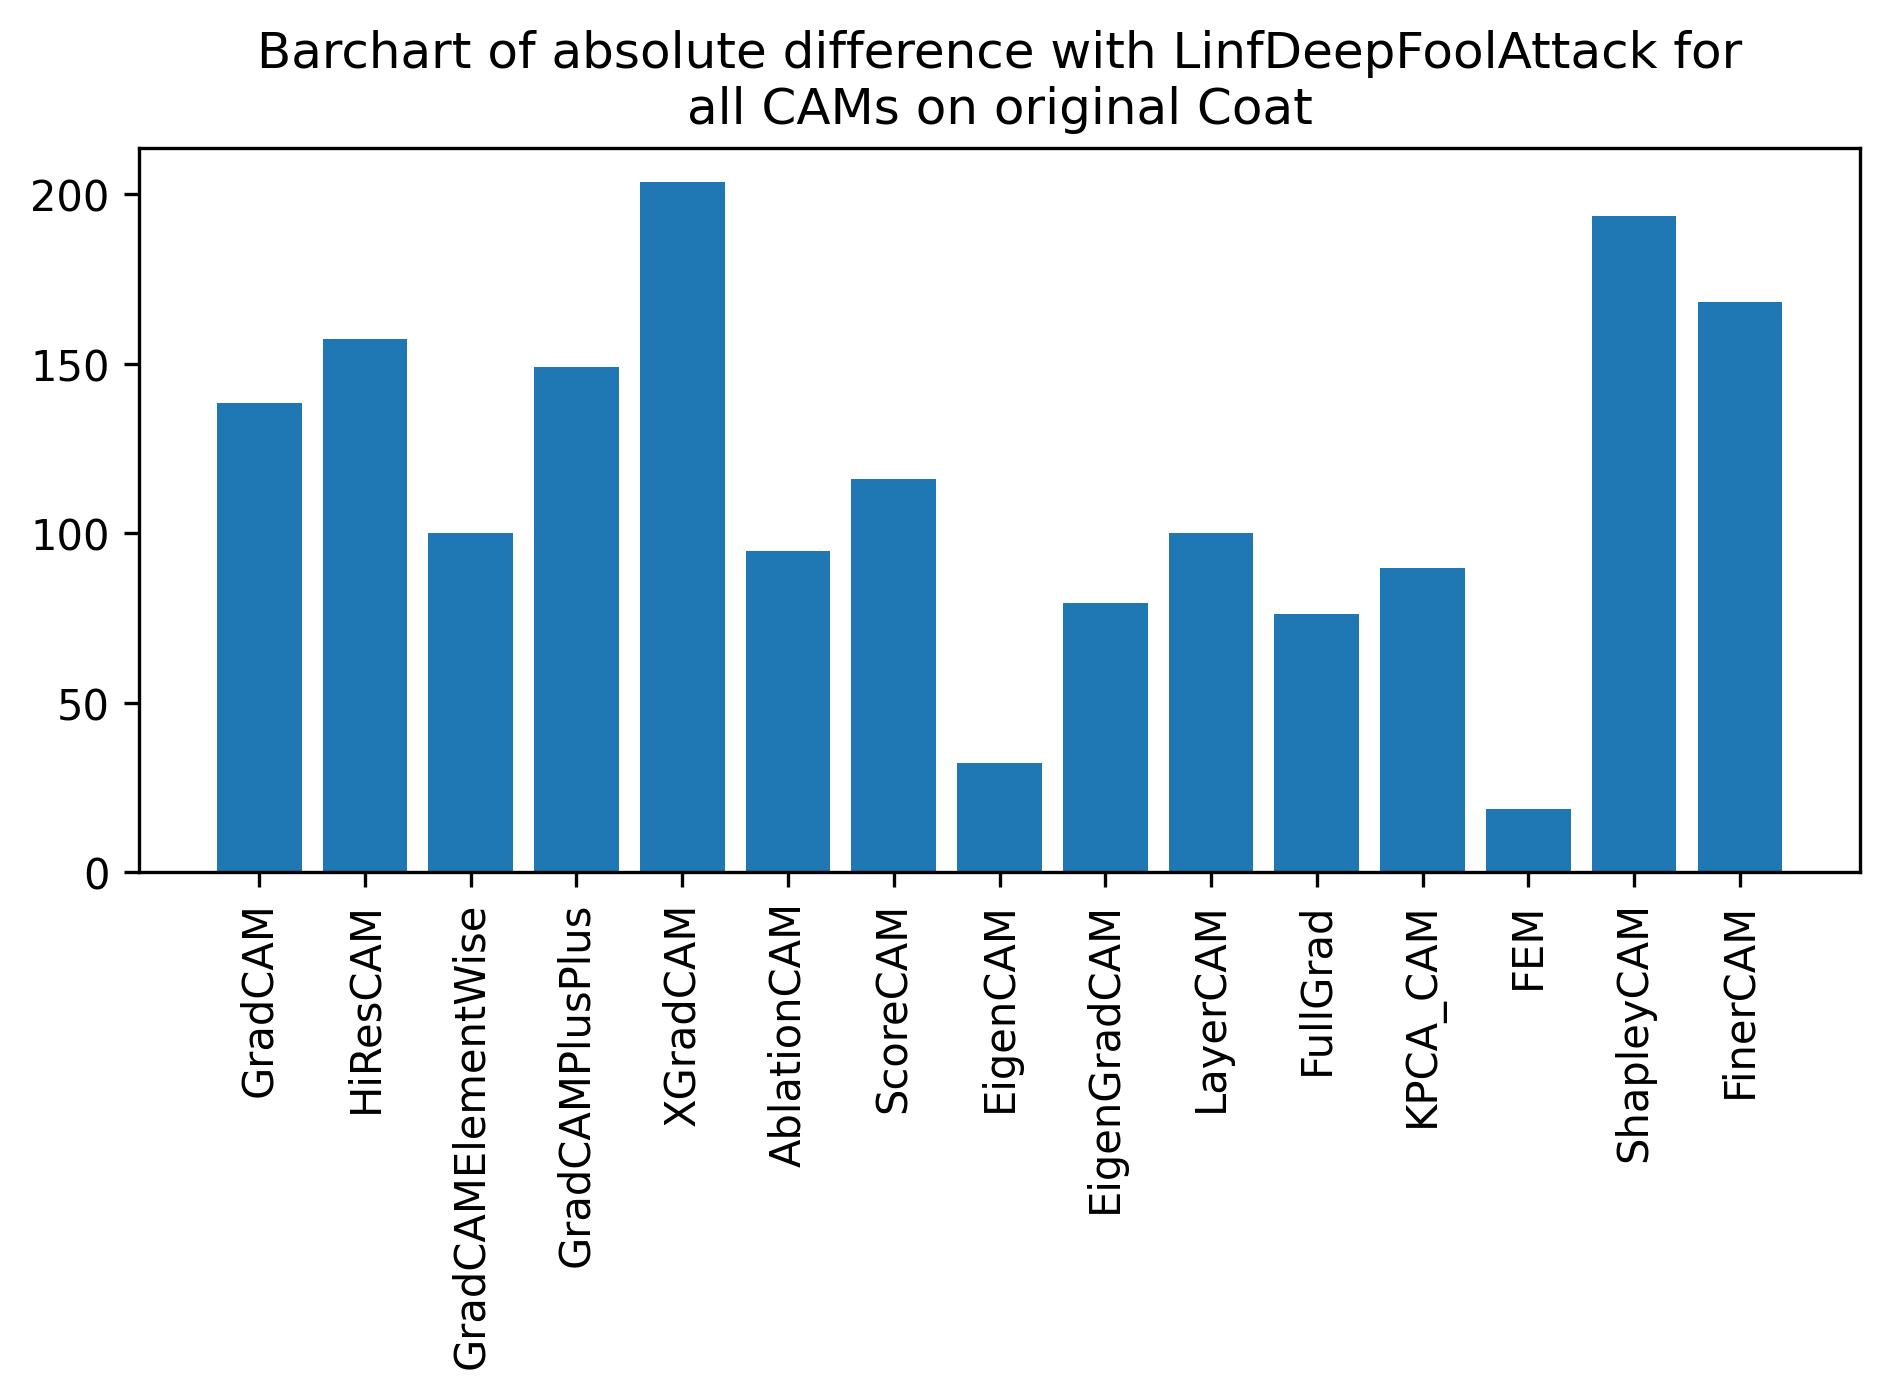 Barchart of absolute difference with LinfDeepFoolAttack for
all CAMs on original Coat
200
150
100
50
0
GradCAM
HiResCAM
GradCAMElementWise
GradCAMPlusPlus
XGradCAM
AblationCAM
ScoreCAM
EigenCAM
EigenGradCAM
LayerCAM
FullGrad
KPCA_CAM
FEM
ShapleyCAM
FinerCAM